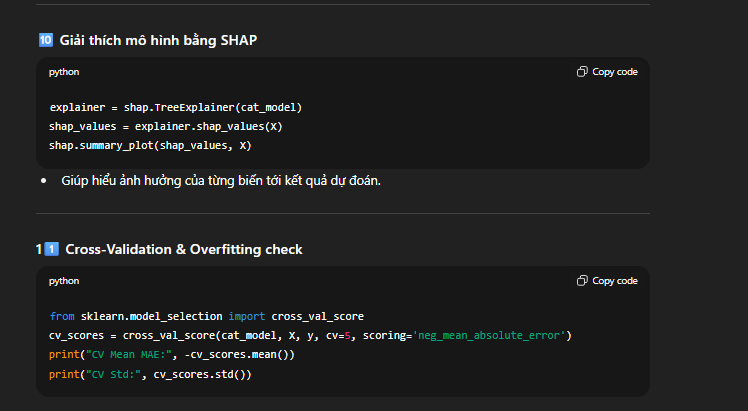 🔟 Giải thích mô hình bằng SHAP
python
Copy code
explainer = shap.TreeExplainer(cat_model)
shap_values = explainer.shap_values(X)
shap.summary_plot(shap_values, X)
• Giúp hiểu ảnh hưởng của từng biến tới kết quả dự đoán.
1️1️⃣ Cross-Validation & Overfitting check
python
Copy code
from sklearn.model_selection import cross_val_score
cv_scores = cross_val_score(cat_model, X, y, cv=5, scoring='neg_mean_absolute_error')
print("CV Mean MAE:", -cv_scores.mean())
print("CV Std:", cv_scores.std())